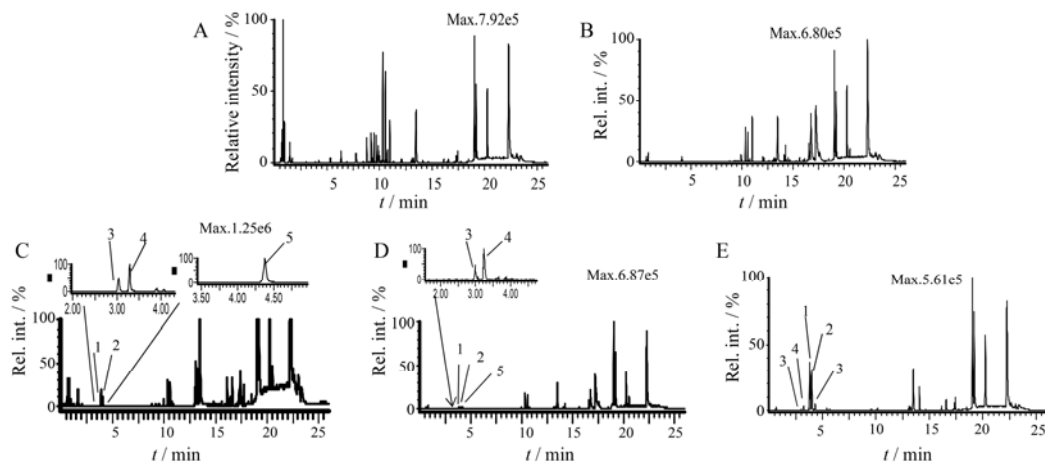 A
Max.7.92e5
Relative intensity / %
100
50
0
5 10 15 20 25
t / min
B
Max.6.80e5
Rel. int. / %
100
50
0
5 10 15 20 25
t / min
C
Max.1.25e6
3 4
100
0
2.00 3.00 4.00
5
100
0
3.50 4.00 4.50
Rel. int. / %
100
50
0
1 2
5 10 15 20 25
t / min
D
Max.6.87e5
3 4
100
0
2.00 3.00 4.00
Rel. int. / %
100
50
0
1 2 5
5 10 15 20 25
t / min
E
Max.5.61e5
Rel. int. / %
100
50
0
1 2
3 4 3
5 10 15 20 25
t / min